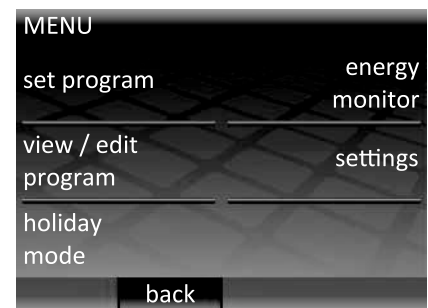 MENU
set program
energy
monitor
view / edit
program
settings
holiday
mode
back